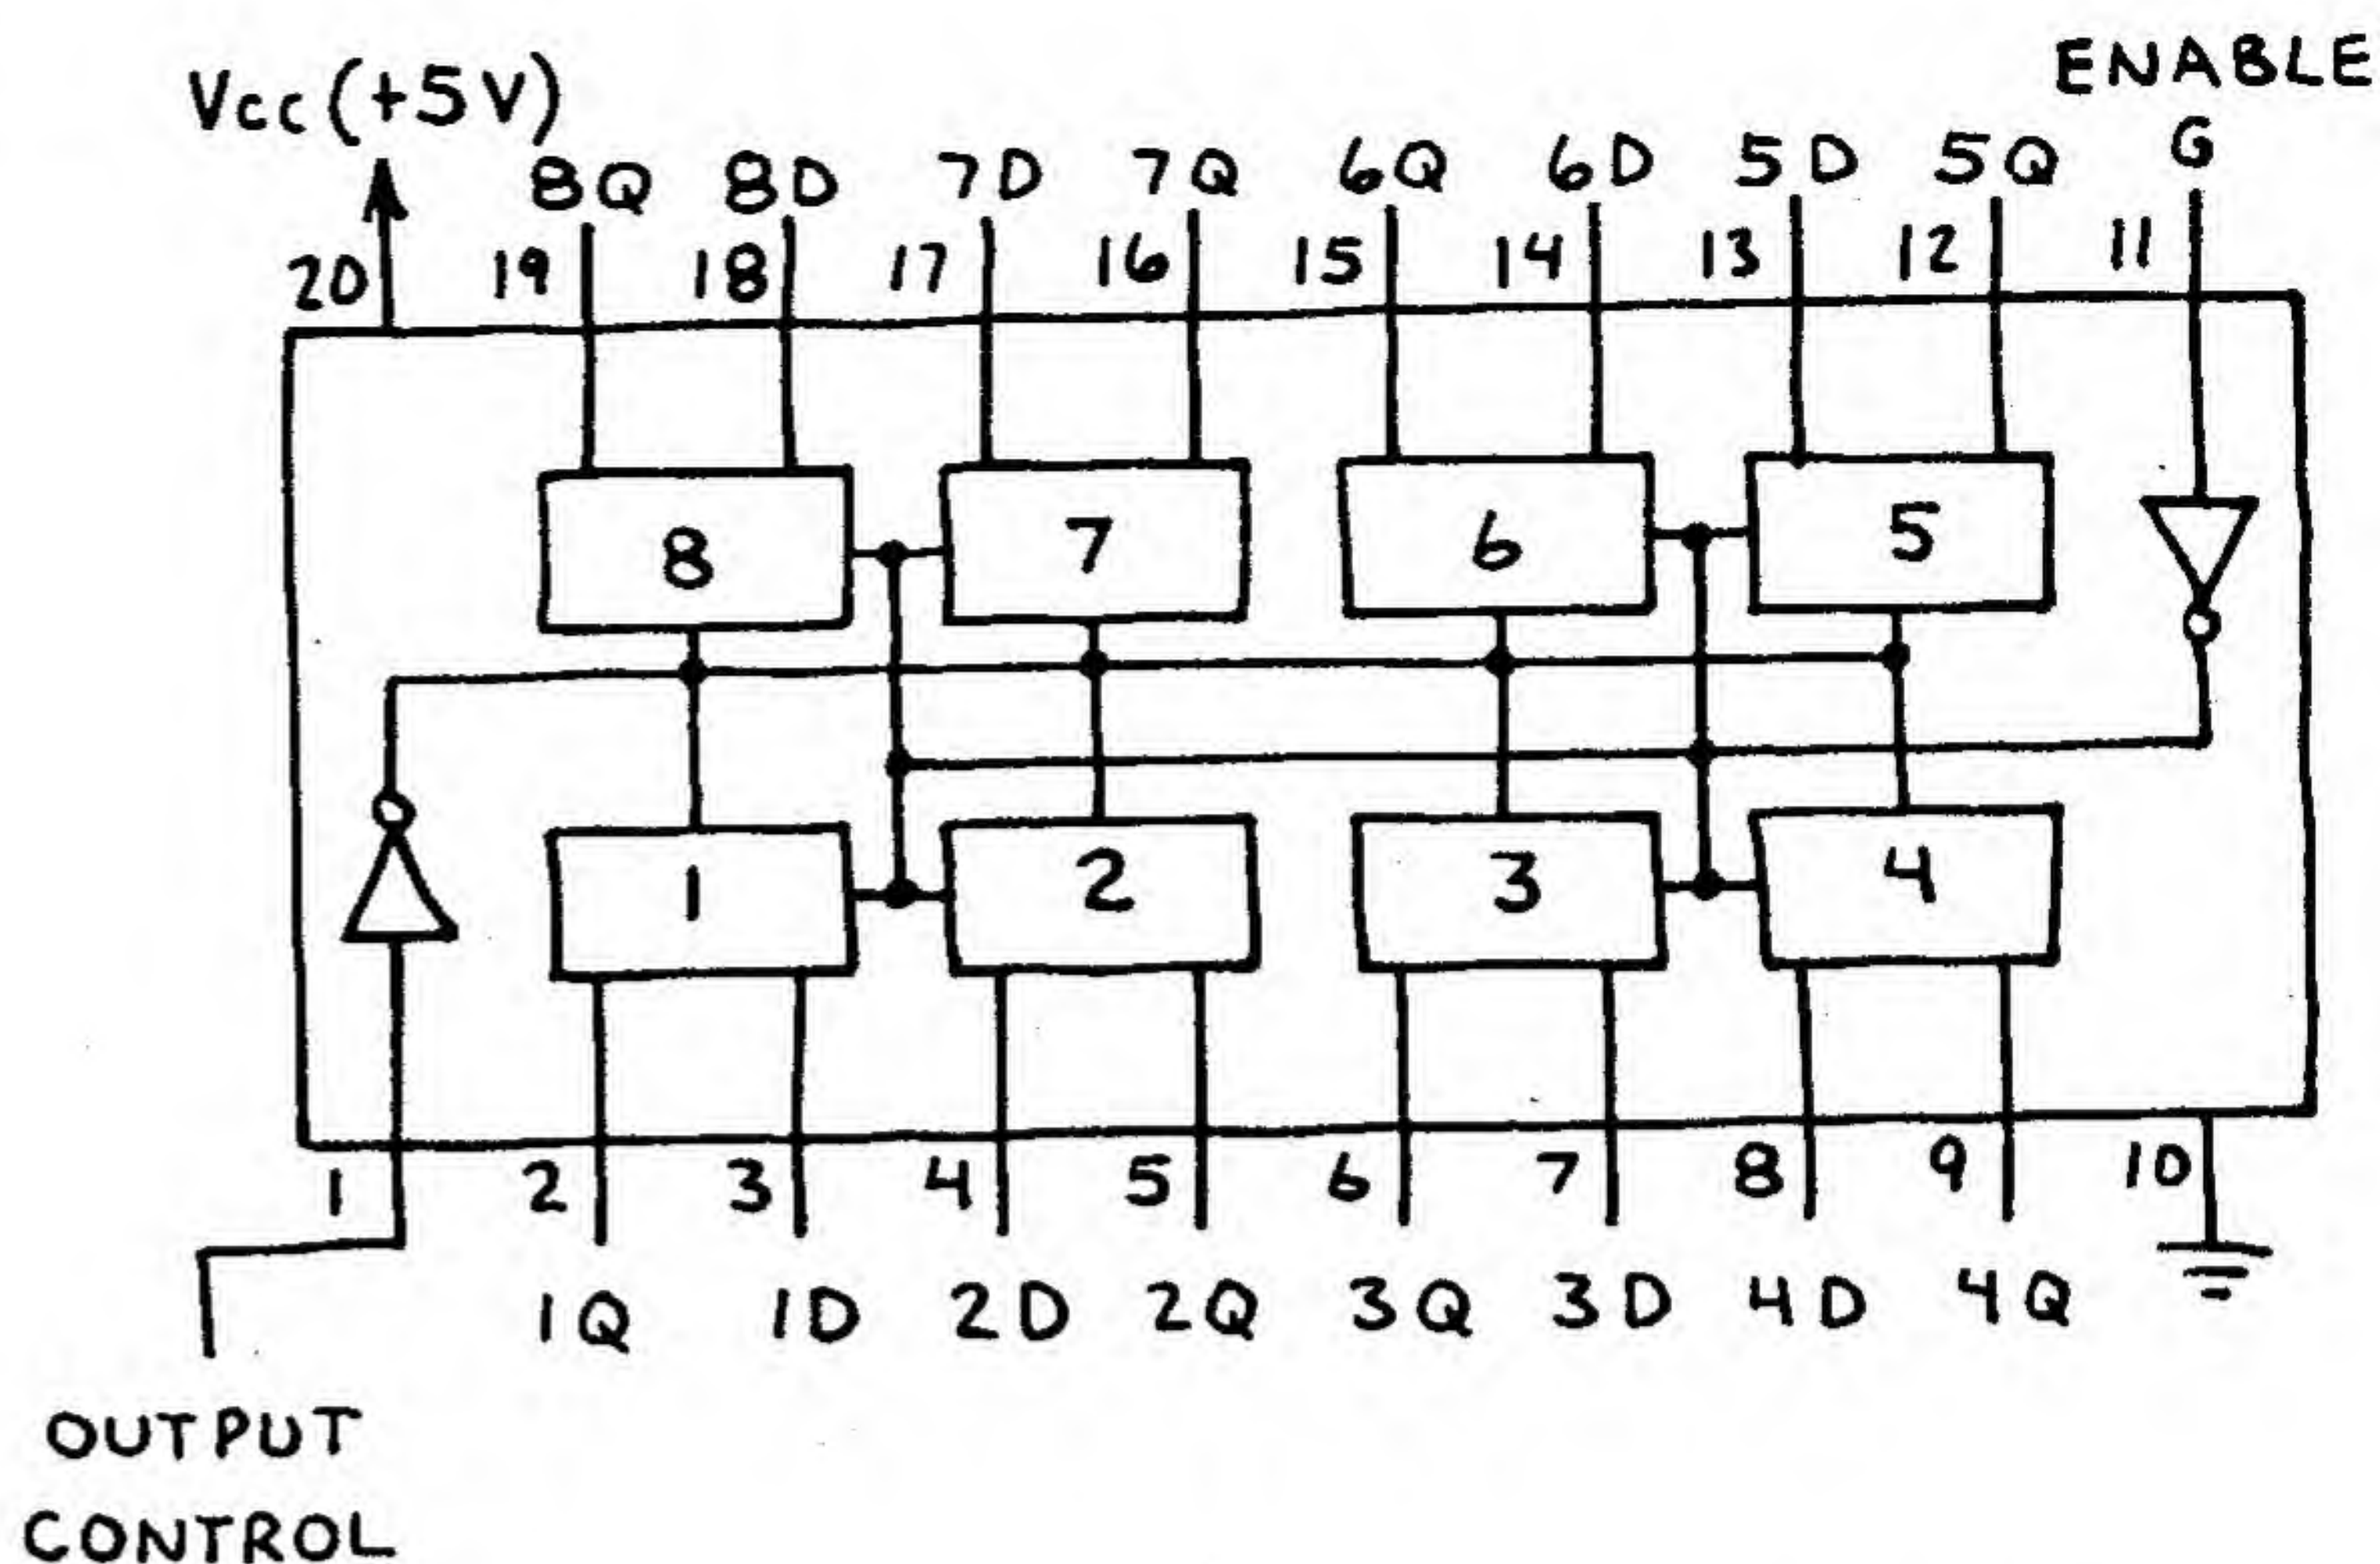 ENABLE
Vcc (+5V)
8Q 8D 7D 7Q 6Q 6D 5D 5Q G
20 19 18 17 16 15 14 13 12 11
8 7 6 5
1 2 3 4
1 2 3 4 5 6 7 8 9 10
1Q 1D 2D 2Q 3Q 3D 4D 4Q
OUTPUT
CONTROL